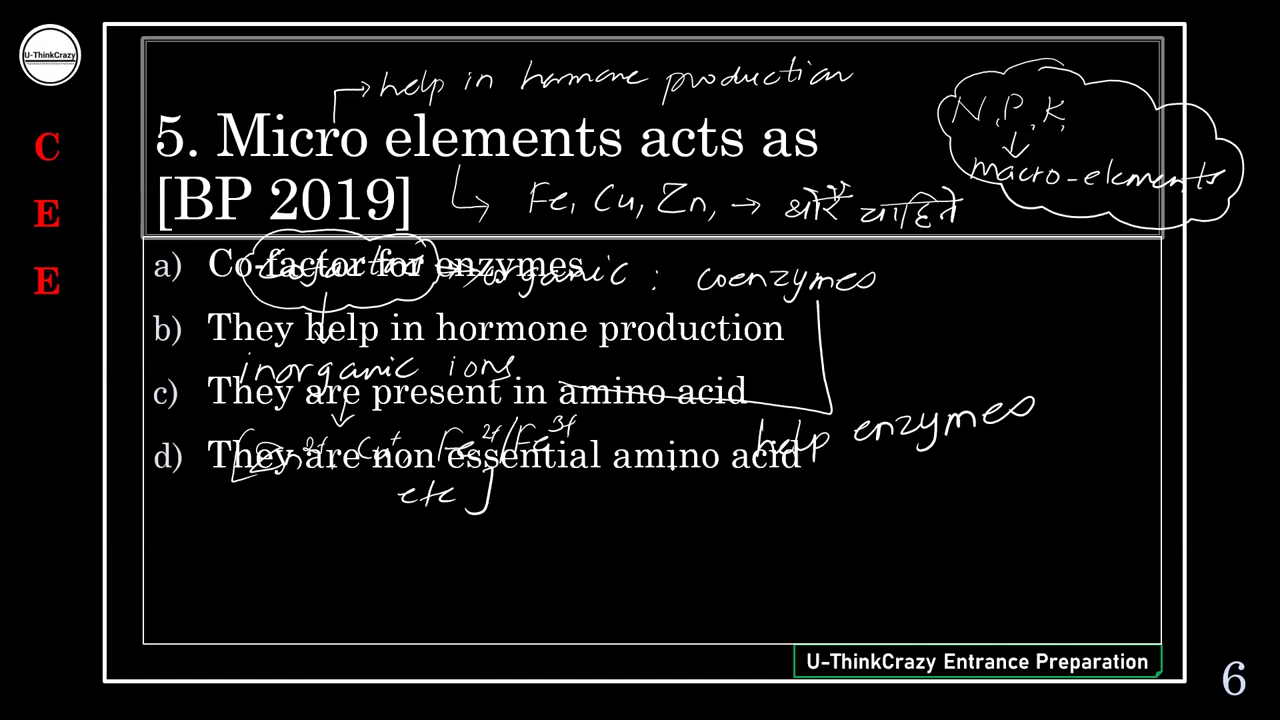 U-ThinkCrazy
C
E
E
help in hormone production
5. Micro elements acts as
[BP 2019]
Fe, Cu, Zn, → थोरै चाहिने
N, P, K,
macro-elements
a) Co-factor for enzymes
organic : coenzymes
b) They help in hormone production
inorganic ions
c) They are present in amino acid
help enzymes
d) They are non essential amino acid
Fe2+/Fe3+
etc]
U-ThinkCrazy Entrance Preparation
6